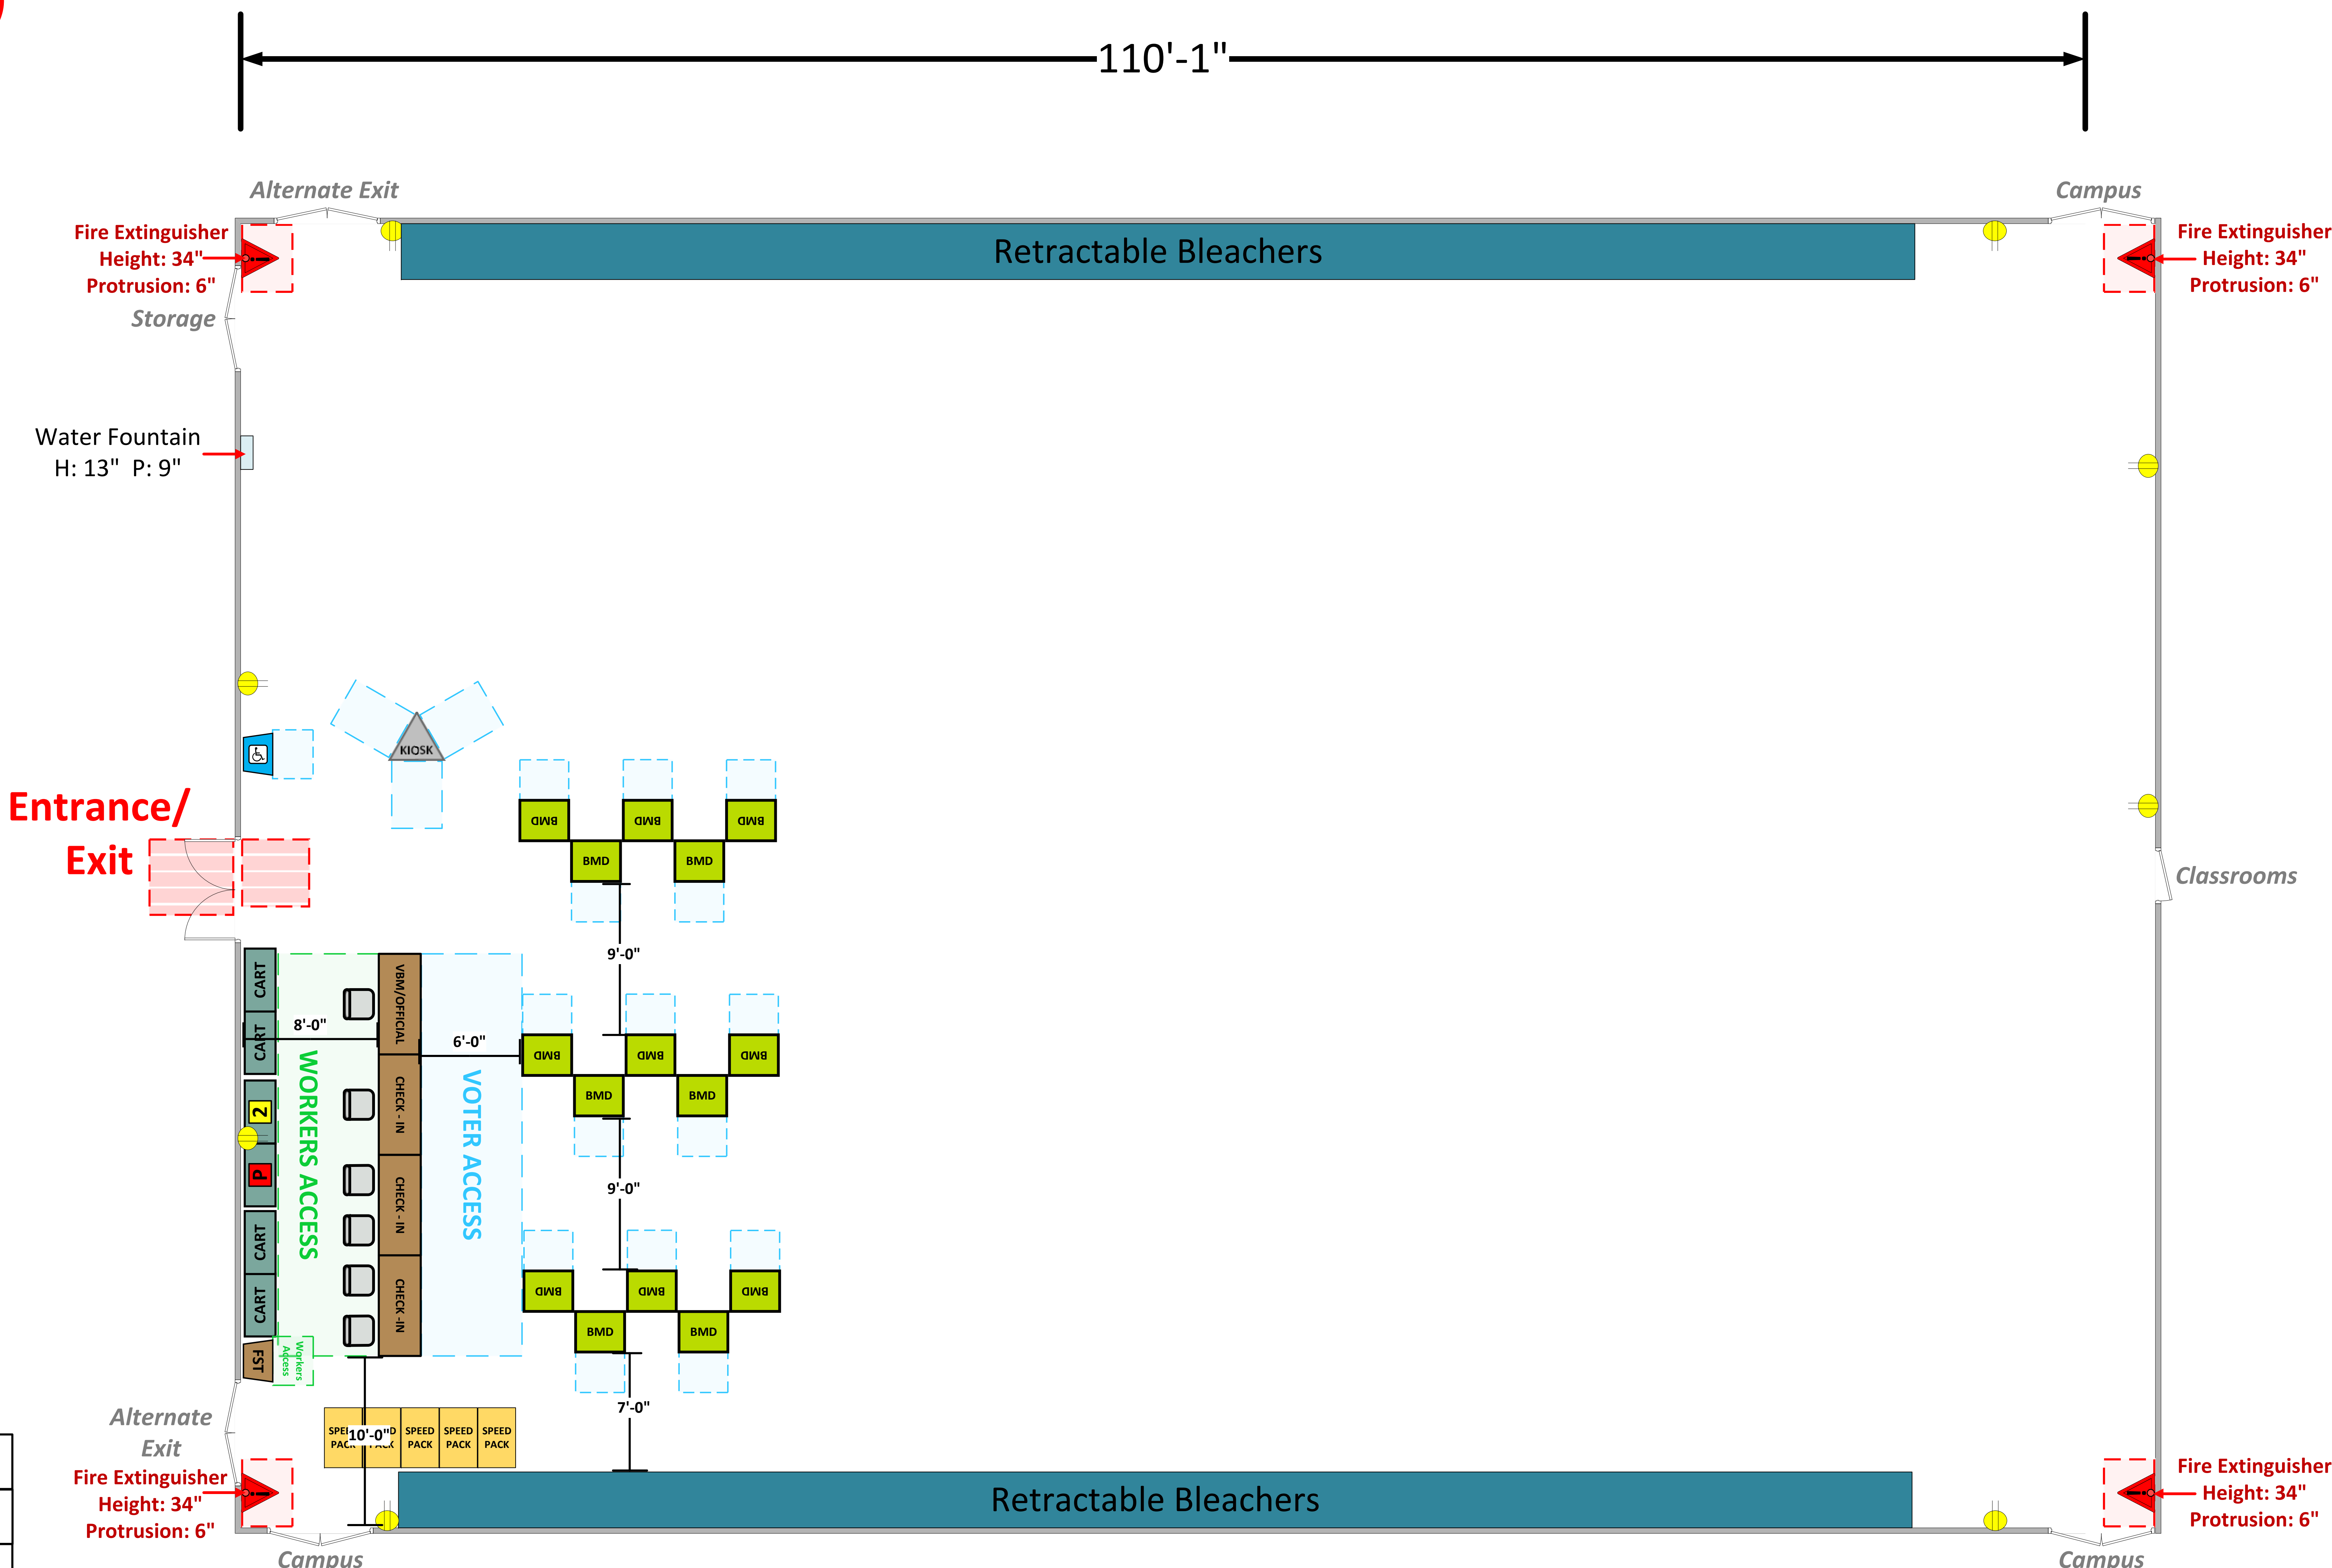 110'-1"
Alternate Exit
Campus
Fire Extinguisher
Height: 34"
Protrusion: 6"
Retractable Bleachers
Fire Extinguisher
Height: 34"
Protrusion: 6"
Storage
Water Fountain
H: 13" P: 9"
KIOSK
Entrance/
Exit
BMD
BMD
BMD
BMD
BMD
Classrooms
9'-0"
CART
CART
2
P
CART
CART
FST
8'-0"
WORKERS ACCESS
Workers
Access
VBM/OFFICIAL
CHECK - IN
CHECK - IN
CHECK -IN
6'-0"
VOTER ACCESS
BMD
BMD
BMD
BMD
BMD
9'-0"
BMD
BMD
BMD
BMD
BMD
7'-0"
Alternate
Exit
10'-0"
SPEED
PACK
SPEED
PACK
SPEED
PACK
Fire Extinguisher
Height: 34"
Protrusion: 6"
Retractable Bleachers
Fire Extinguisher
Height: 34"
Protrusion: 6"
Campus
Campus